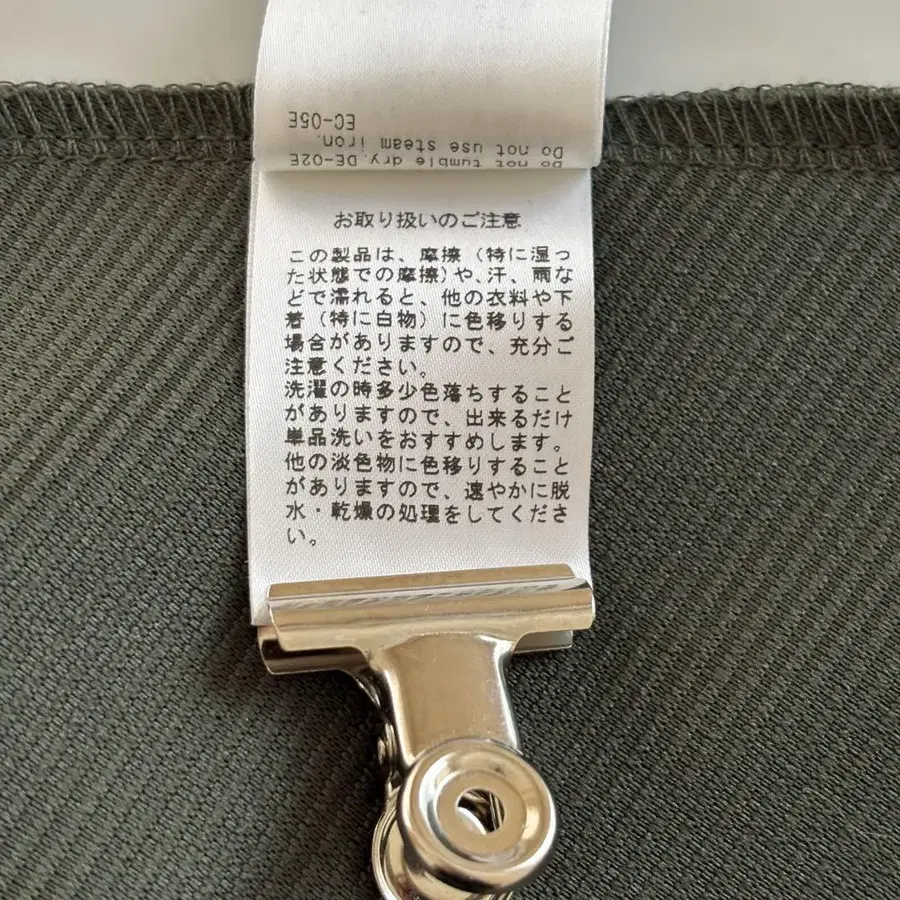 EC-05E
Do not use steam iron.
Do not tumble dry. DE-02E
お取り扱いのご注意
この製品は、摩擦（特に湿っ
た状態での摩擦)や、汗、雨な
どで濡れると、他の衣料や下
着（特に白物）に色移りする
場合がありますので、充分ご
注意ください。
洗濯の時多少色落ちすること
がありますので、出来るだけ
単品洗いをおすすめします。
他の淡色物に色移りすること
がありますので、速やかに脱
水・乾燥の処理をしてくださ
い。